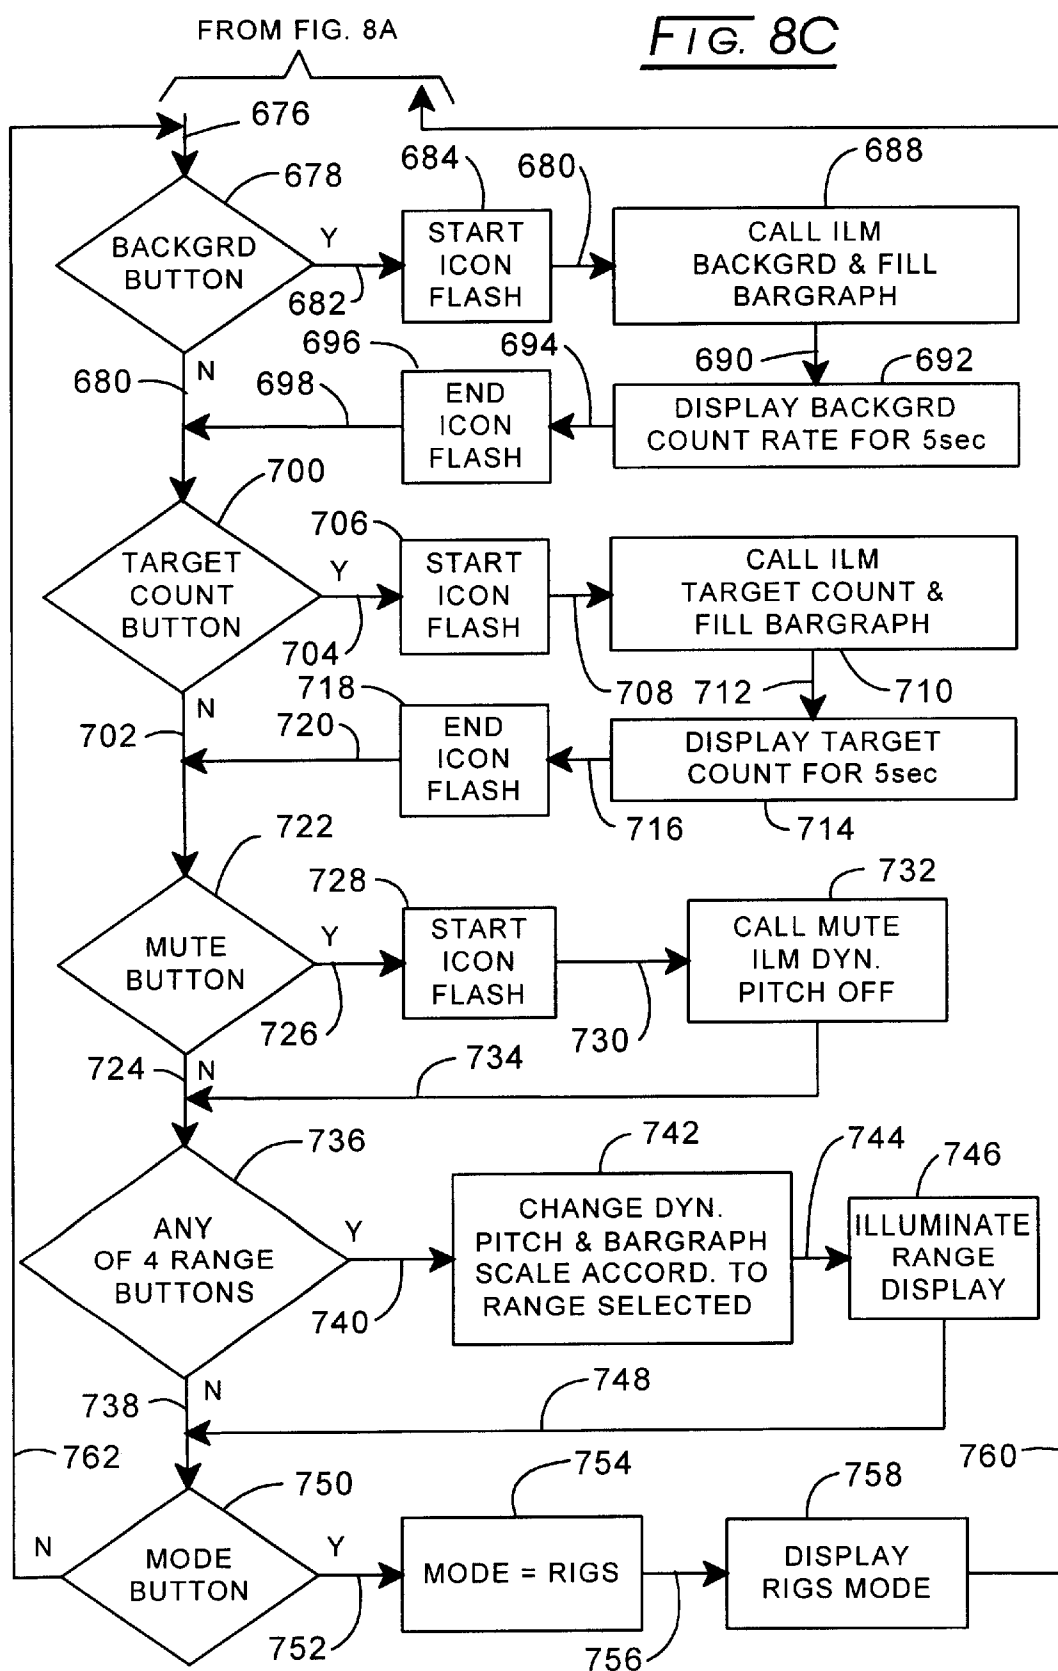 FROM FIG. 8A
FIG. 8C
676
678
684
680
688
BACKGRD
BUTTON
Y
682
START
ICON
FLASH
CALL ILM
BACKGRD & FILL
BARGRAPH
690
692
N
680
696
698
694
END
ICON
FLASH
DISPLAY BACKGRD
COUNT RATE FOR 5sec
700
706
TARGET
COUNT
BUTTON
Y
704
START
ICON
FLASH
708
CALL ILM
TARGET COUNT &
FILL BARGRAPH
712
710
N
702
718
720
END
ICON
FLASH
716
DISPLAY TARGET
COUNT FOR 5sec
714
722
728
732
MUTE
BUTTON
Y
726
START
ICON
FLASH
730
CALL MUTE
ILM DYN.
PITCH OFF
724
N
734
736
742
744
746
ANY
OF 4 RANGE
BUTTONS
Y
740
CHANGE DYN.
PITCH & BARGRAPH
SCALE ACCORD. TO
RANGE SELECTED
ILLUMINATE
RANGE
DISPLAY
N
738
748
762
750
754
758
760
N
MODE
BUTTON
Y
752
MODE = RIGS
756
DISPLAY
RIGS MODE